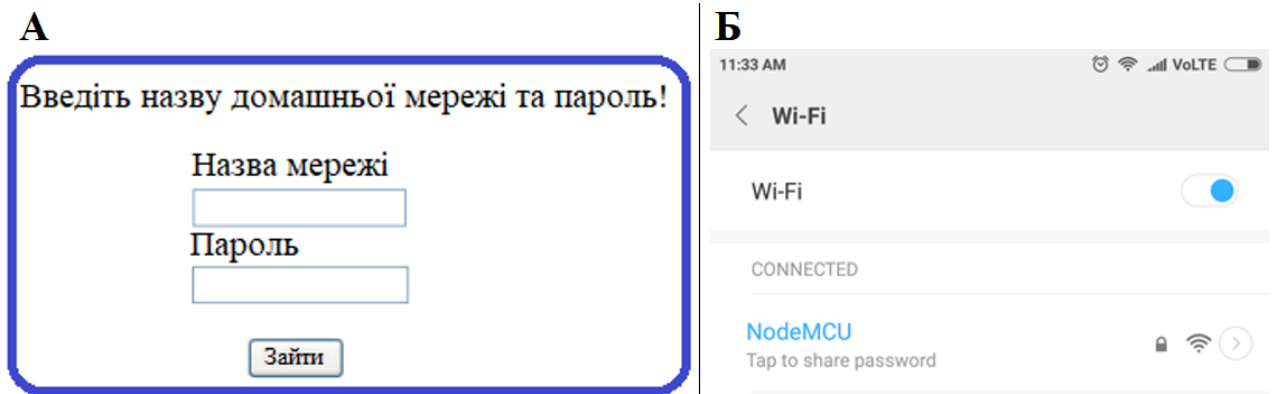 А
Введіть назву домашньої мережі та пароль!
Назва мережі
Пароль
Зайти
Б
11:33 AM VoLTE
Wi-Fi
Wi-Fi
CONNECTED
NodeMCU
Tap to share password